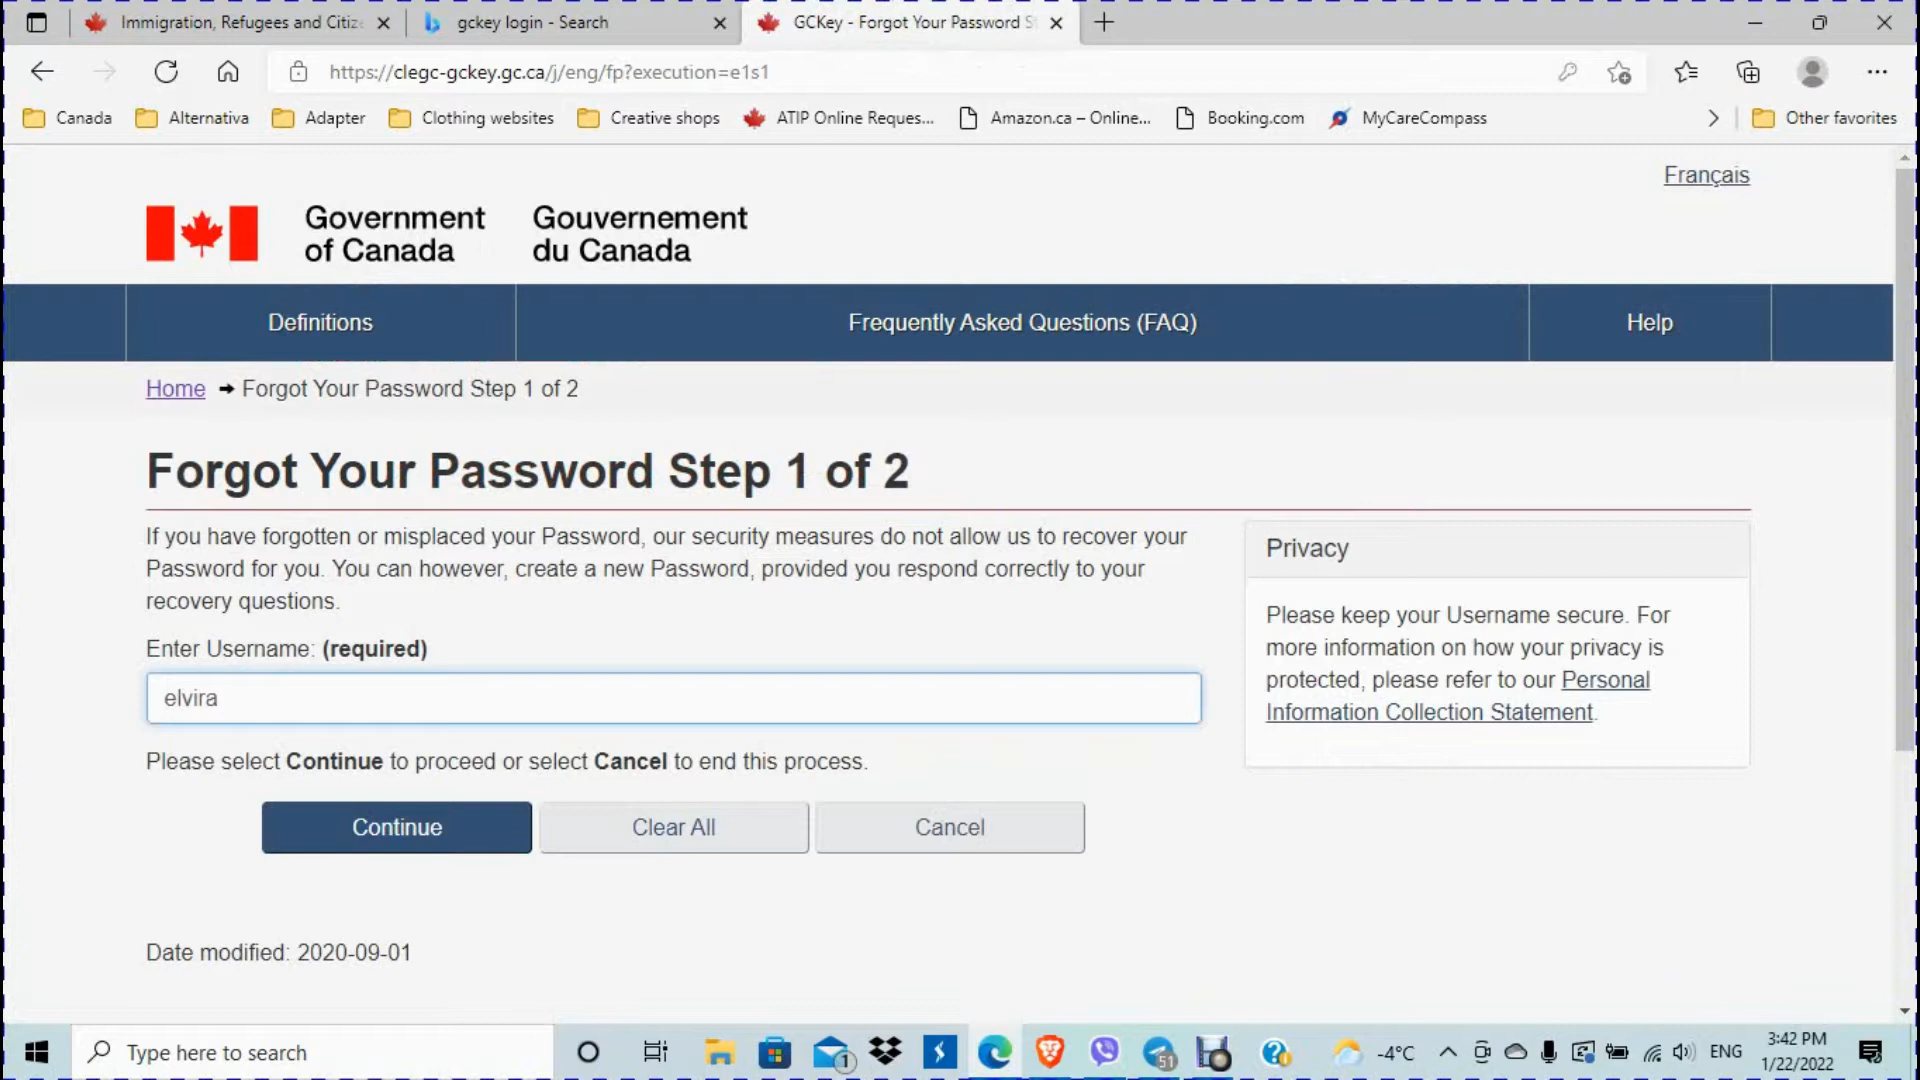 Immigration, Refugees and Citiz
gckey login - Search
GCKey - Forgot Your Password S
https://clegc-gckey.gc.ca/j/eng/fp?execution=e1s1
Canada
Alternativa
Adapter
Clothing websites
Creative shops
ATIP Online Reques...
Amazon.ca – Online...
Booking.com
MyCareCompass
Other favorites
Français
Government of Canada
Gouvernement du Canada
Definitions
Frequently Asked Questions (FAQ)
Help
Home ➞ Forgot Your Password Step 1 of 2
Forgot Your Password Step 1 of 2
If you have forgotten or misplaced your Password, our security measures do not allow us to recover your
Password for you. You can however, create a new Password, provided you respond correctly to your
recovery questions.
Enter Username: (required)
elvira
Please select Continue to proceed or select Cancel to end this process.
Continue
Clear All
Cancel
Privacy
Please keep your Username secure. For
more information on how your privacy is
protected, please refer to our Personal
Information Collection Statement.
Date modified: 2020-09-01
Type here to search
1
51
-4°C
ENG
3:42 PM
1/22/2022